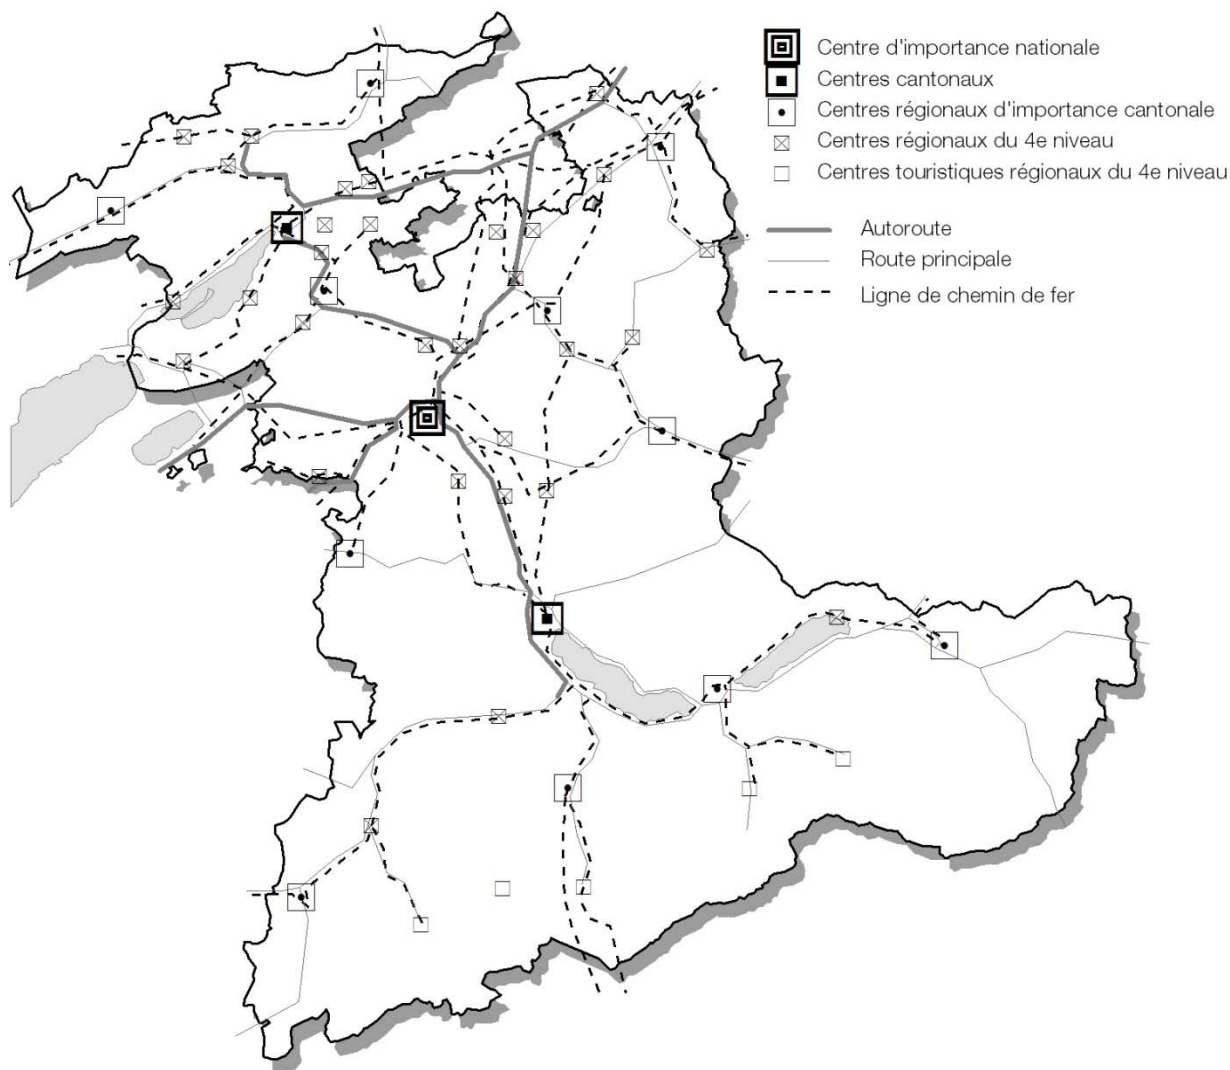 Centre d'importance nationale
Centres cantonaux
Centres régionaux d'importance cantonale
Centres régionaux du 4e niveau
Centres touristiques régionaux du 4e niveau
Autoroute
Route principale
Ligne de chemin de fer